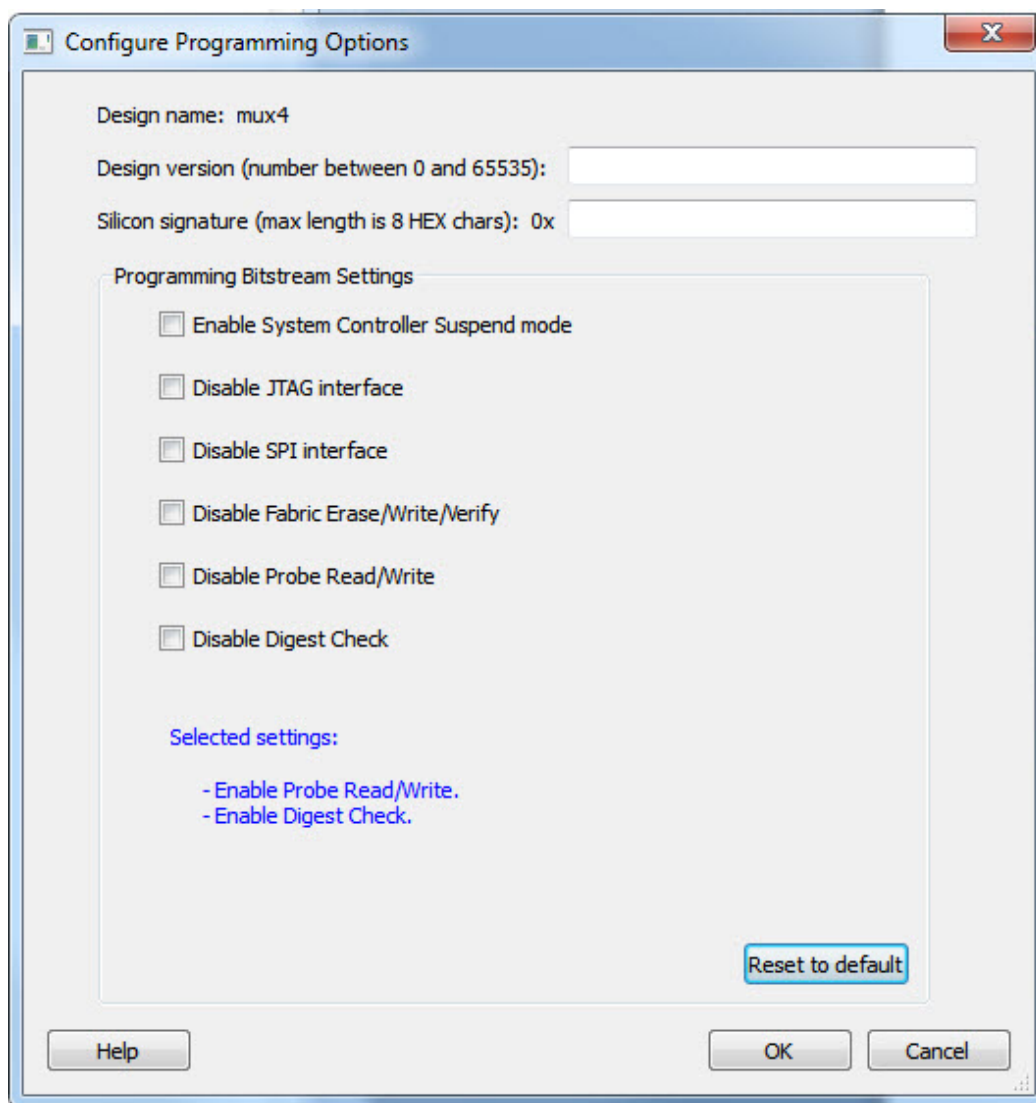 Configure Programming Options
Design name: mux4
Design version (number between 0 and 65535):
Silicon signature (max length is 8 HEX chars): 0x
Programming Bitstream Settings
Enable System Controller Suspend mode
Disable JTAG interface
Disable SPI interface
Disable Fabric Erase/Write/Verify
Disable Probe Read/Write
Disable Digest Check
Selected settings:
- Enable Probe Read/Write.
- Enable Digest Check.
Reset to default
Help OK Cancel